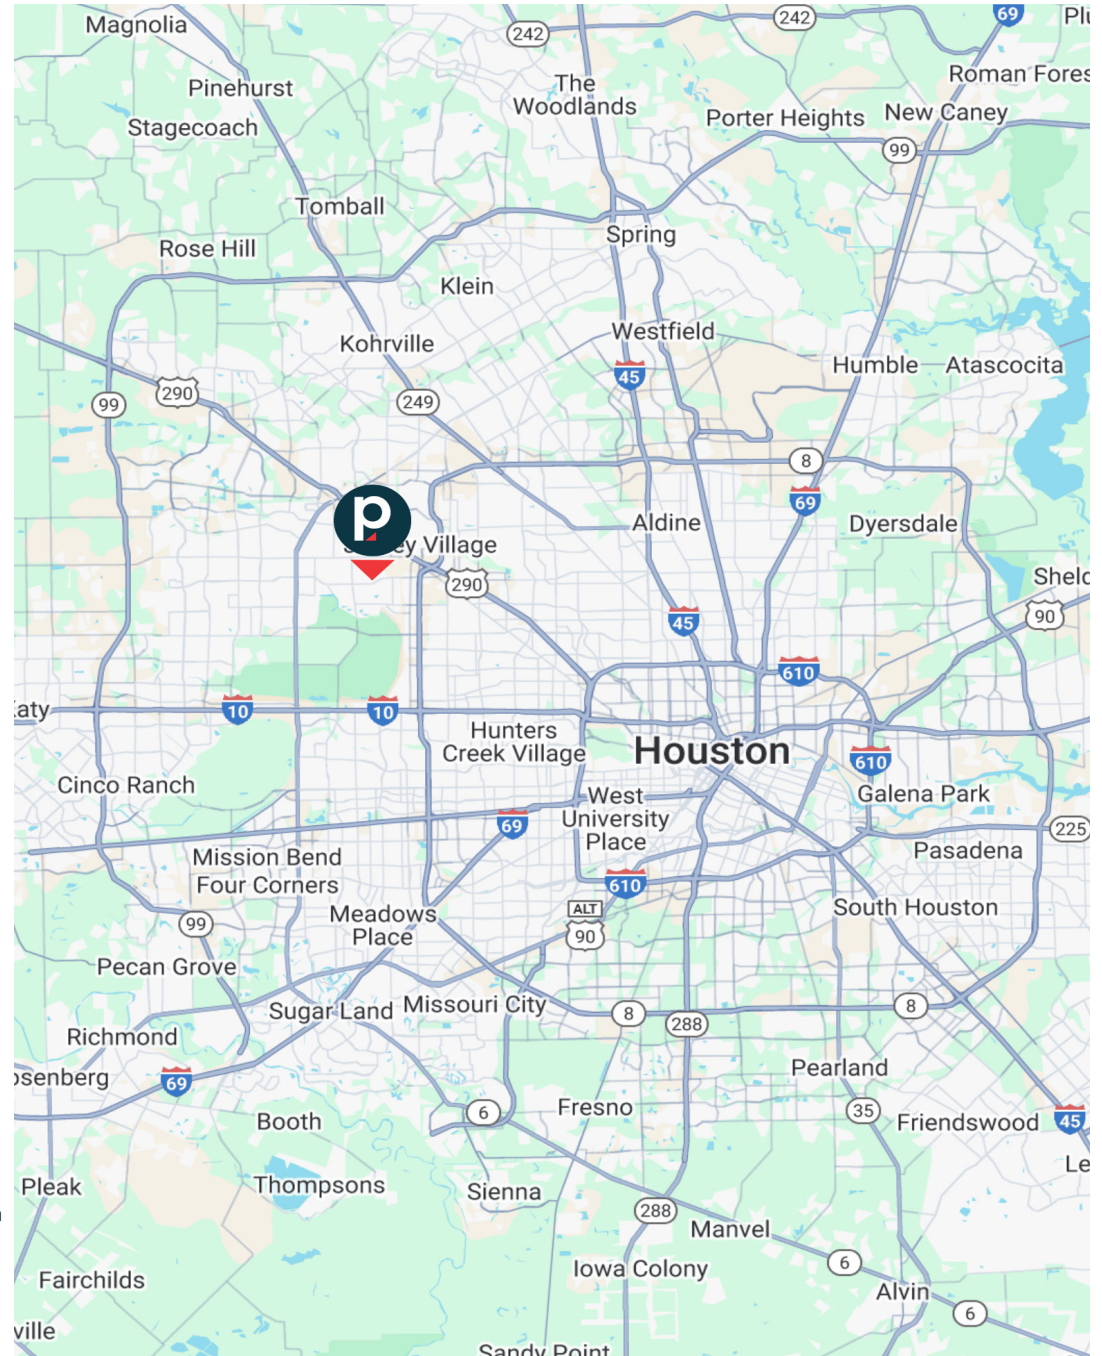 Magnolia
242
242
69
Plu
Pinehurst
The
Woodlands
Roman Fores
Stagecoach
Porter Heights
New Caney
99
Tomball
Rose Hill
Spring
Klein
Kohrville
Westfield
Humble
Atascocita
45
290
99
249
8
69
p
Aldine
Dyersdale
ey Village
290
Sheld
90
45
610
aty
10
10
Hunters
Creek Village
Houston
610
Cinco Ranch
West
University
Place
Galena Park
69
225
Mission Bend
Pasadena
Four Corners
610
Meadows
Place
ALT
90
South Houston
99
Pecan Grove
Sugar Land
Missouri City
8
288
8
Richmond
osenberg
69
Pearland
Booth
6
Fresno
35
Friendswood
45
Le
Pleak
Thompsons
Sienna
288
Manvel
Fairchilds
Iowa Colony
6
Alvin
6
ville
Sandy Point